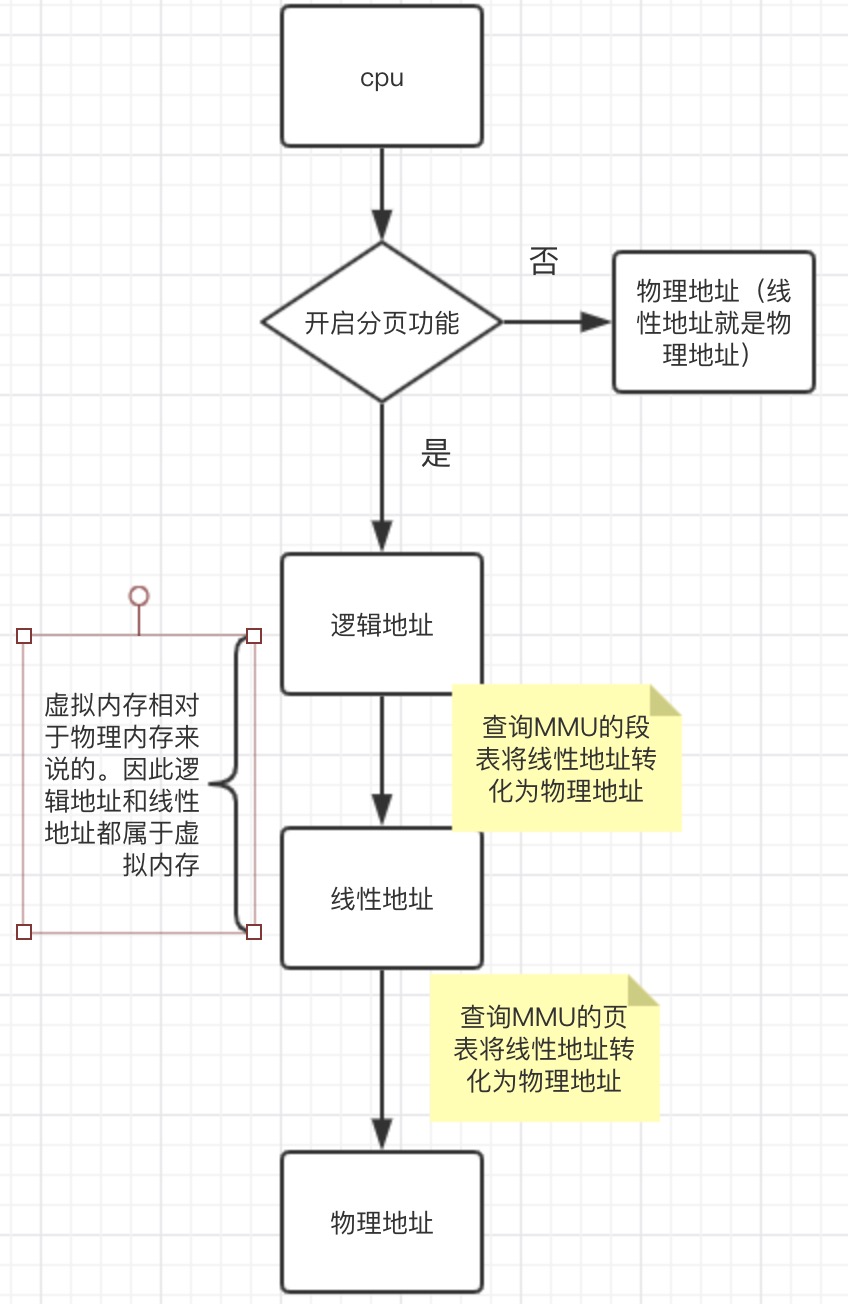 cpu
否
开启分页功能
物理地址（线
性地址就是物
理地址）
是
逻辑地址
虚拟内存相对
于物理内存来
说的。因此逻
辑地址和线性
地址都属于虚
拟内存
查询MMU的段
表将线性地址转
化为物理地址
线性地址
查询MMU的页
表将线性地址转
化为物理地址
物理地址